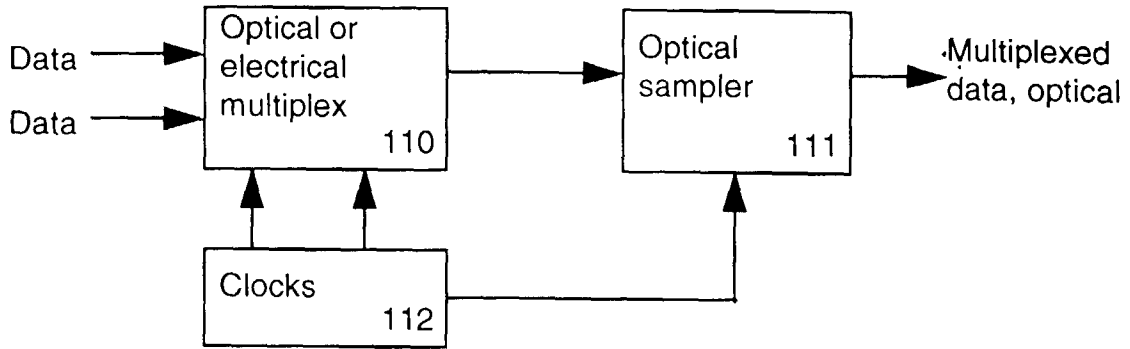 Data
Data
Optical or
electrical
multiplex
110
Optical
sampler
111
Multiplexed
data, optical
Clocks
112